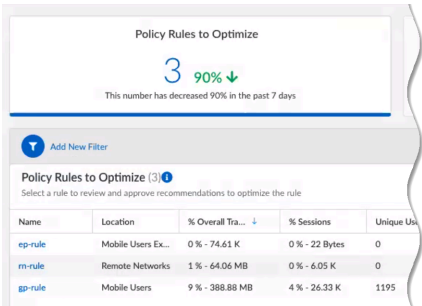 Policy Rules to Optimize
3 90%
This number has decreased 90% in the past 7 days
Add New Filter
Policy Rules to Optimize (3)
Select a rule to review and approve recommendations to optimize the rule
Name Location % Overall Tra... % Sessions Unique Use
ep-rule Mobile Users Ex... 0 % - 74.61 K 0 % - 22 Bytes 0
rn-rule Remote Networks 1 % - 64.06 MB 0 % - 6.05 K 0
gp-rule Mobile Users 9 % - 388.88 MB 4 % - 26.33 K 1195